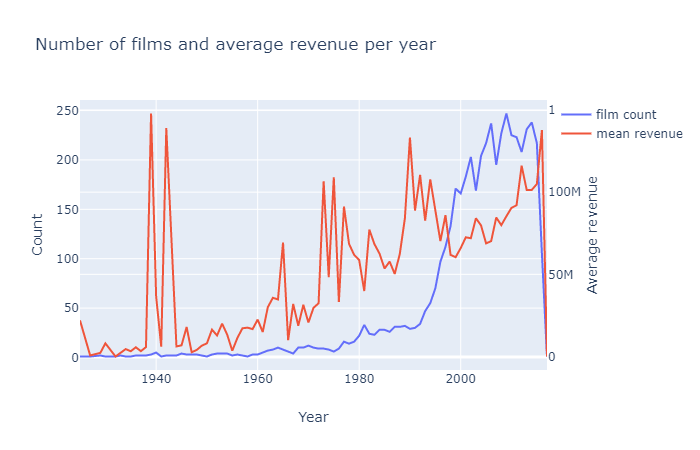 Number of films and average revenue per year
250
200
150
100
50
0
Count
1
100M
50M
0
Average revenue
film count
mean revenue
1940
1960
1980
2000
Year